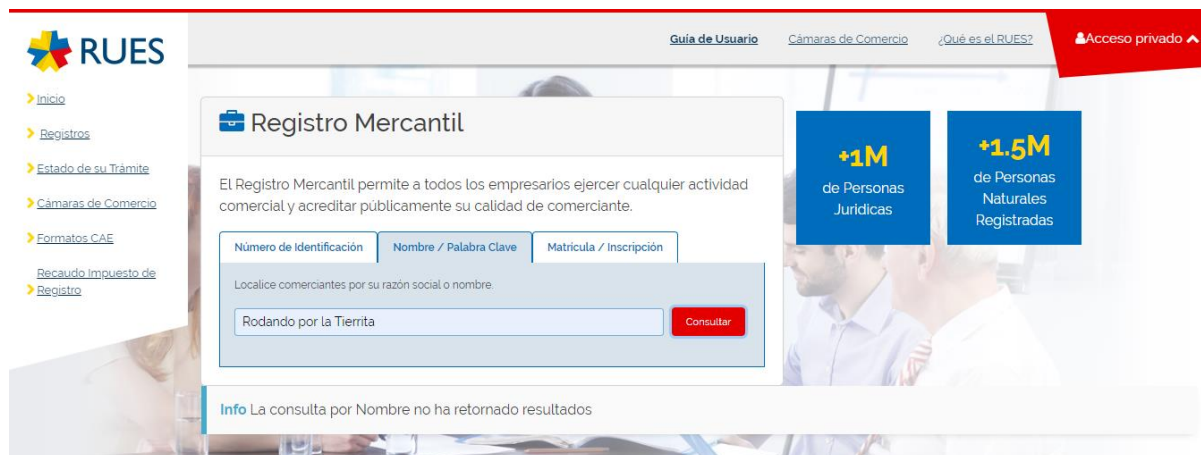 RUES
Guía de Usuario
Cámaras de Comercio
¿Qué es el RUES?
Acceso privado
Inicio
Registros
Estado de su Trámite
Cámaras de Comercio
Formatos CAE
Recaudo Impuesto de
Registro
Registro Mercantil
El Registro Mercantil permite a todos los empresarios ejercer cualquier actividad
comercial y acreditar públicamente su calidad de comerciante.
Número de Identificación
Nombre / Palabra Clave
Matricula / Inscripción
Localice comerciantes por su razón social o nombre.
Rodando por la Tierrita
Consultar
+1M
de Personas
Juridicas
+1.5M
de Personas
Naturales
Registradas
Info La consulta por Nombre no ha retornado resultados